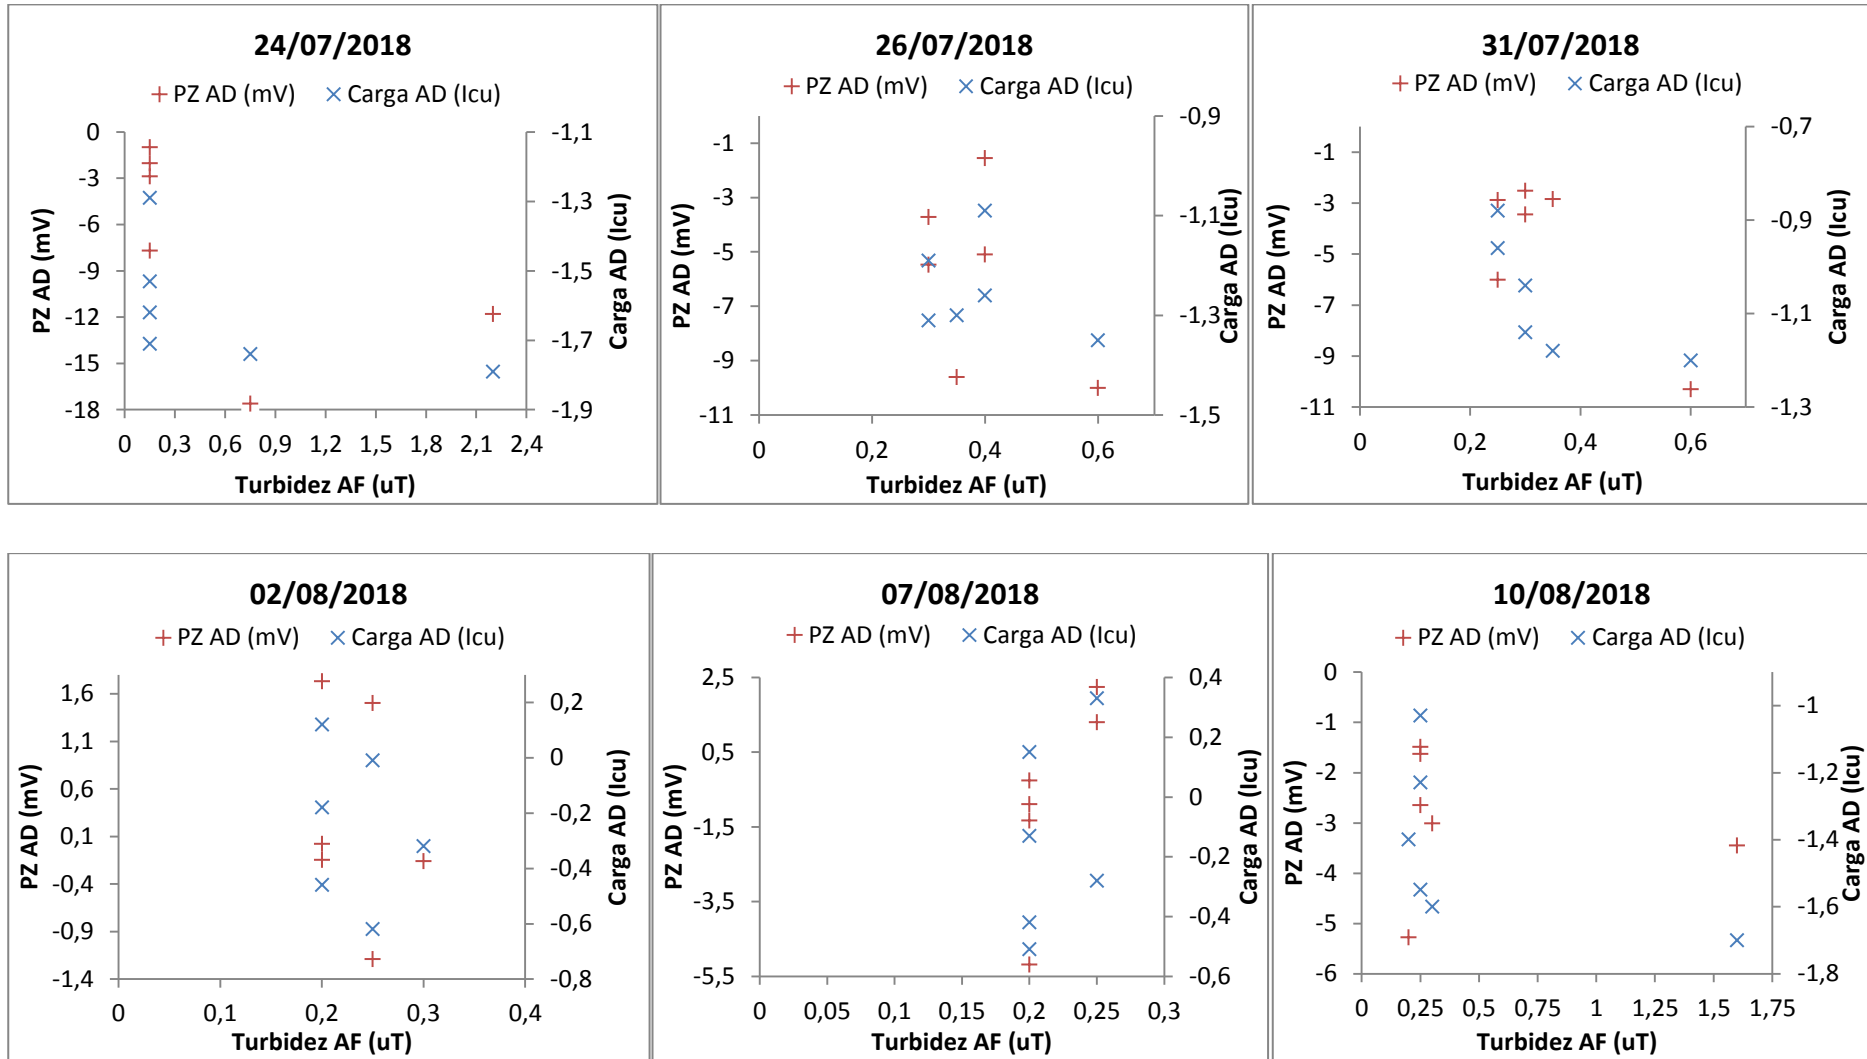 24/07/2018
PZ AD (mV) Carga AD (Icu)
0
-3
-6
-9
-12
-15
-18
-1,1
-1,3
-1,5
-1,7
-1,9
0 0,3 0,6 0,9 1,2 1,5 1,8 2,1 2,4
PZ AD (mV)
Carga AD (Icu)
Turbidez AF (uT)
26/07/2018
PZ AD (mV) Carga AD (Icu)
-1
-3
-5
-7
-9
-11
-0,9
-1,1
-1,3
-1,5
0 0,2 0,4 0,6
PZ AD (mV)
Carga AD (Icu)
Turbidez AF (uT)
31/07/2018
PZ AD (mV) Carga AD (Icu)
-1
-3
-5
-7
-9
-11
-0,7
-0,9
-1,1
-1,3
0 0,2 0,4 0,6
PZ AD (mV)
Carga AD (Icu)
Turbidez AF (uT)
02/08/2018
PZ AD (mV) Carga AD (Icu)
1,6
1,1
0,6
0,1
-0,4
-0,9
-1,4
0,2
0
-0,2
-0,4
-0,6
-0,8
0 0,1 0,2 0,3 0,4
PZ AD (mV)
Carga AD (Icu)
Turbidez AF (uT)
07/08/2018
PZ AD (mV) Carga AD (Icu)
2,5
0,5
-1,5
-3,5
-5,5
0,4
0,2
0
-0,2
-0,4
-0,6
0 0,05 0,1 0,15 0,2 0,25 0,3
PZ AD (mV)
Carga AD (Icu)
Turbidez AF (uT)
10/08/2018
PZ AD (mV) Carga AD (Icu)
0
-1
-2
-3
-4
-5
-6
-1
-1,2
-1,4
-1,6
-1,8
0 0,25 0,5 0,75 1 1,25 1,5 1,75
PZ AD (mV)
Carga AD (Icu)
Turbidez AF (uT)